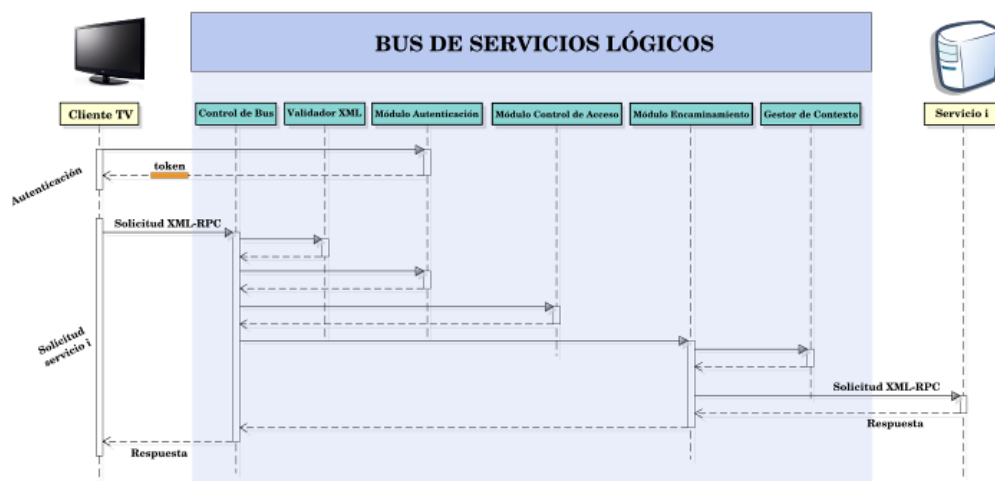 BUS DE SERVICIOS LÓGICOS
Cliente TV
Control de Bus
Validador XML
Módulo Autenticación
Módulo Control de Acceso
Módulo Encaminamiento
Gestor de Contexto
Servicio i
token
Autenticación
Solicitud XML-RPC
Solicitud
servicio i
Solicitud XML-RPC
Respuesta
Respuesta